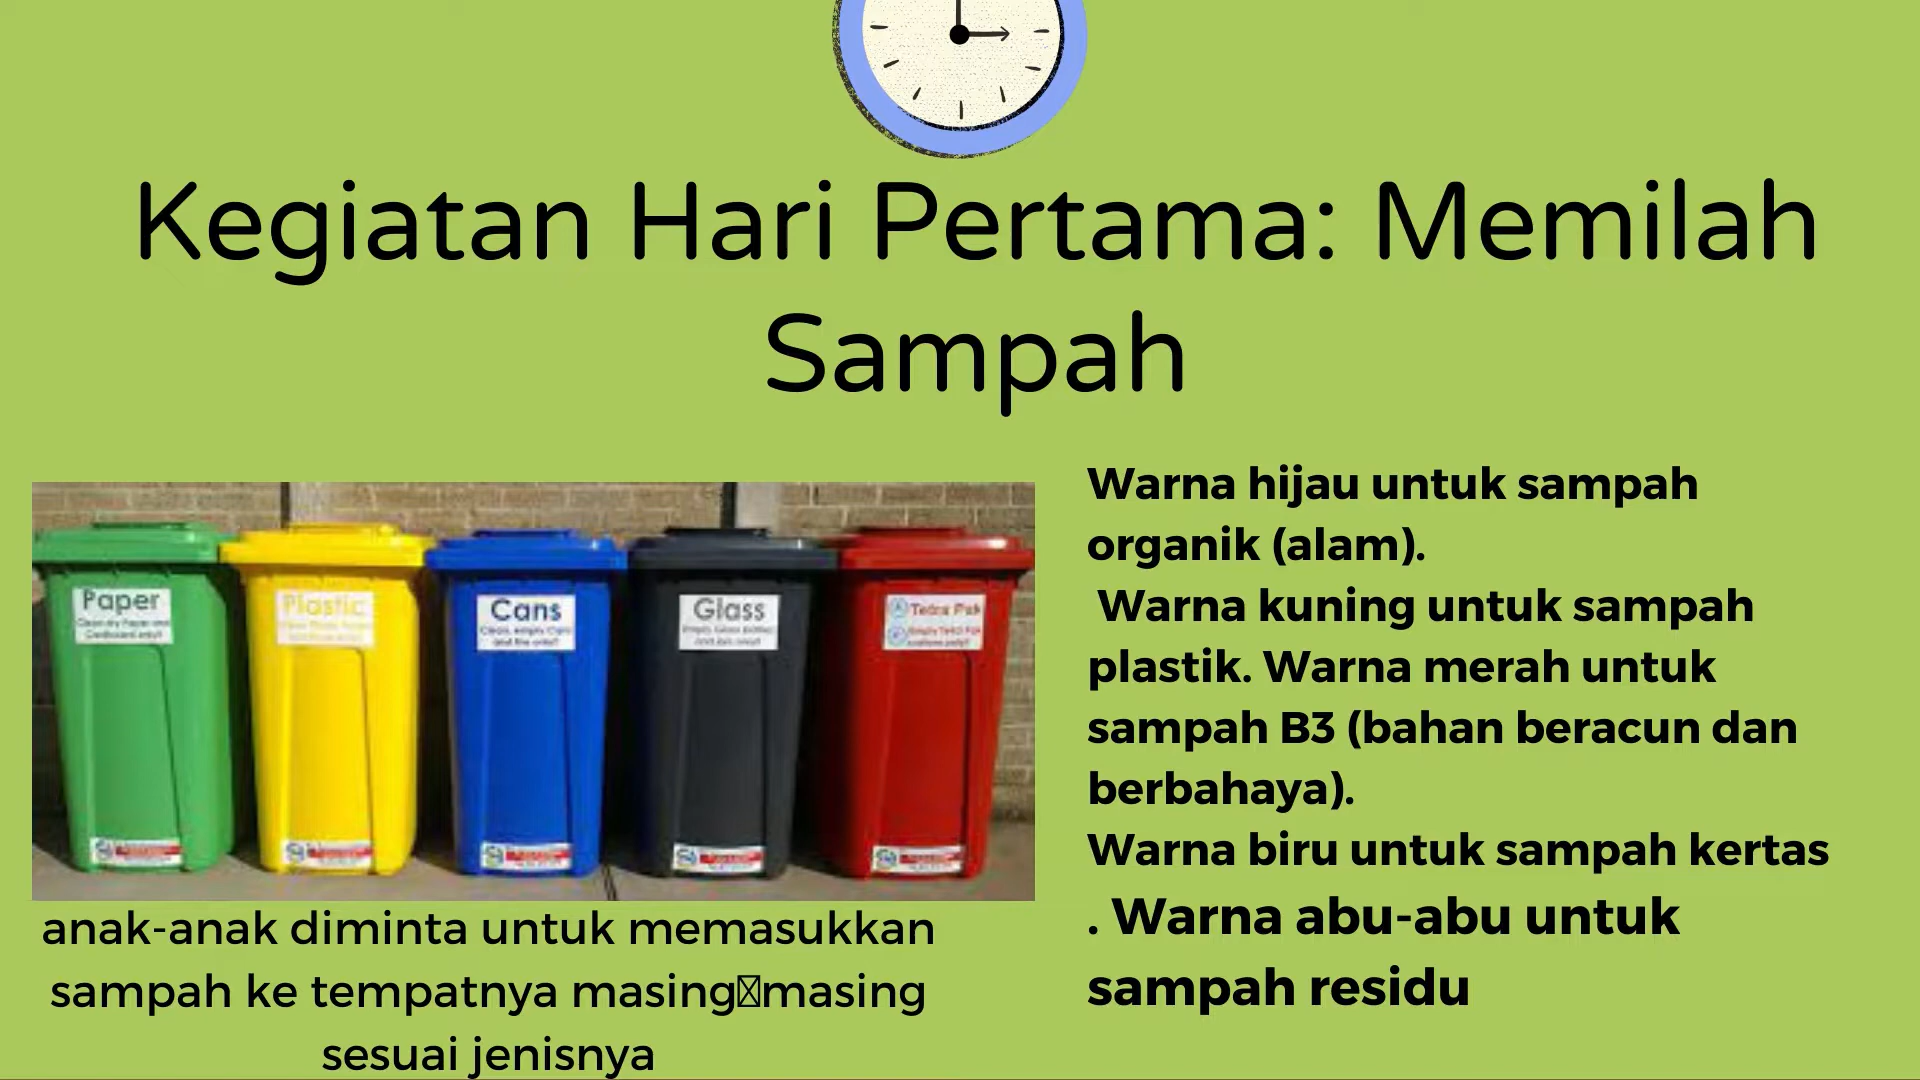 Kegiatan Hari Pertama: Memilah
Sampah
Paper
Plastic
Cans
Glass
Tetra Pak
anak-anak diminta untuk memasukkan
sampah ke tempatnya masing￾masing
sesuai jenisnya
Warna hijau untuk sampah
organik (alam).
Warna kuning untuk sampah
plastik. Warna merah untuk
sampah B3 (bahan beracun dan
berbahaya).
Warna biru untuk sampah kertas
. Warna abu-abu untuk
sampah residu